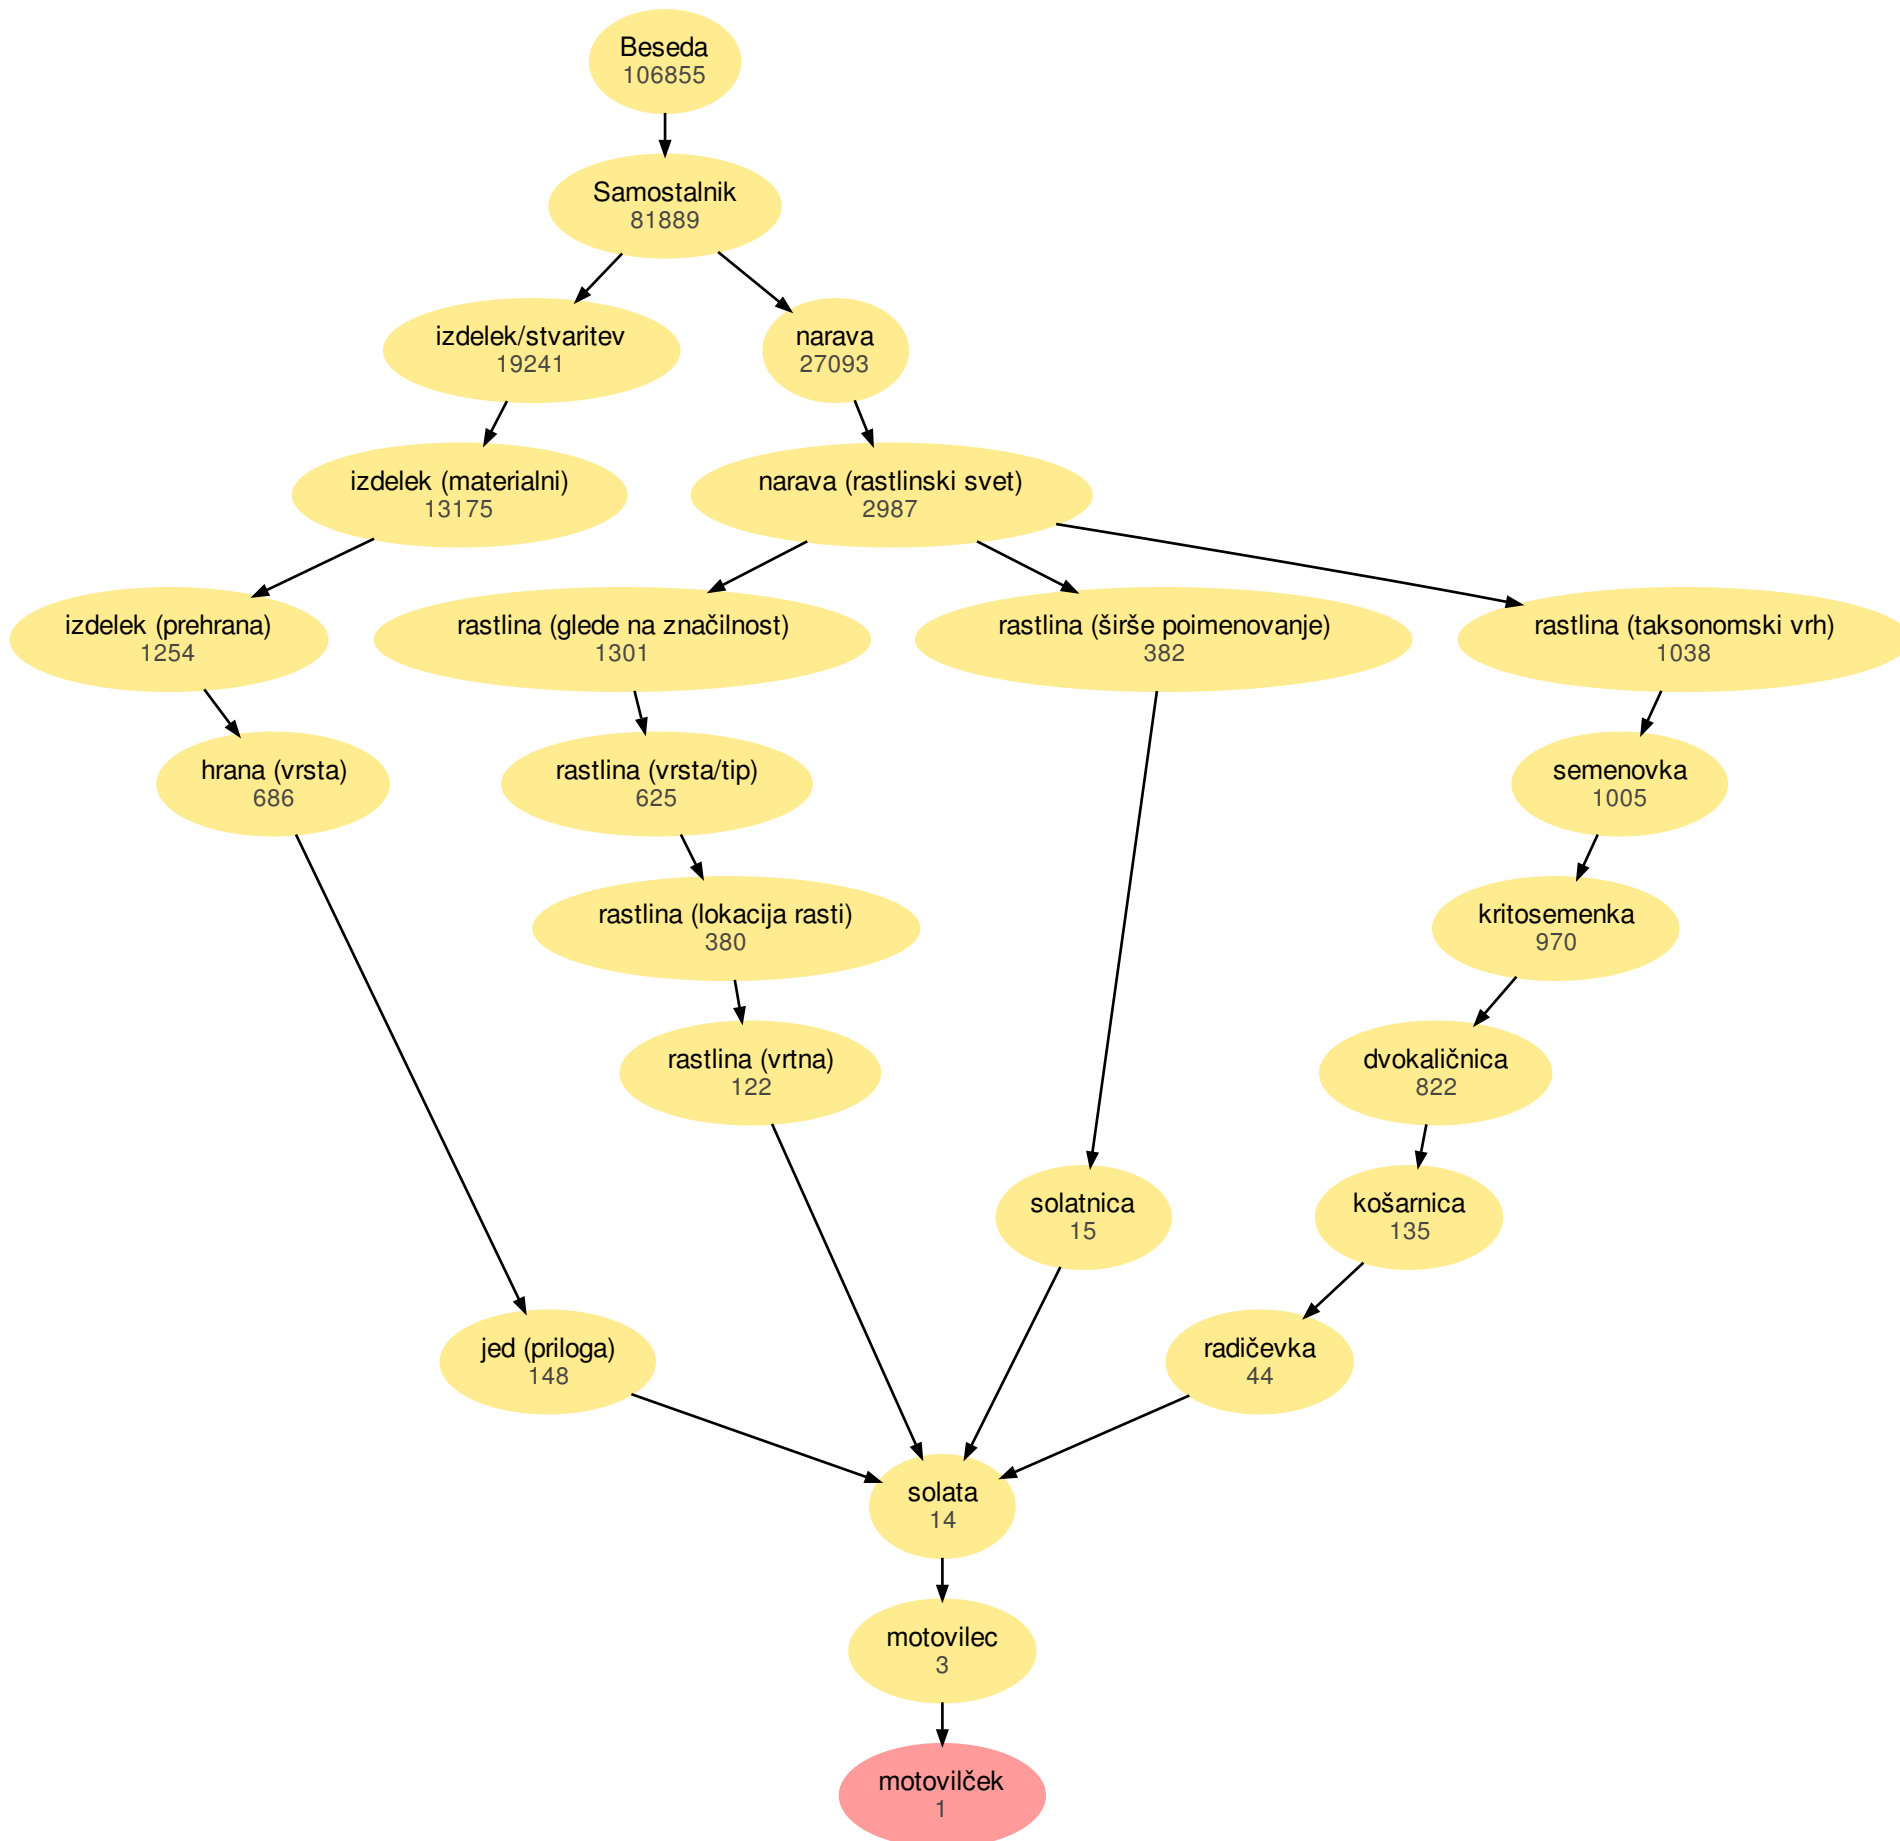 Beseda
106855
Samostalnik
81889
izdelek/stvaritev
19241
narava
27093
izdelek (materialni)
13175
narava (rastlinski svet)
2987
izdelek (prehrana)
1254
rastlina (glede na značilnost)
1301
rastlina (širše poimenovanje)
382
rastlina (taksonomski vrh)
1038
hrana (vrsta)
686
rastlina (vrsta/tip)
625
semenovka
1005
rastlina (lokacija rasti)
380
kritosemenka
970
rastlina (vrtna)
122
dvokaličnica
822
solatnica
15
košarnica
135
jed (priloga)
148
radičevka
44
solata
14
motovilec
3
motovilček
1